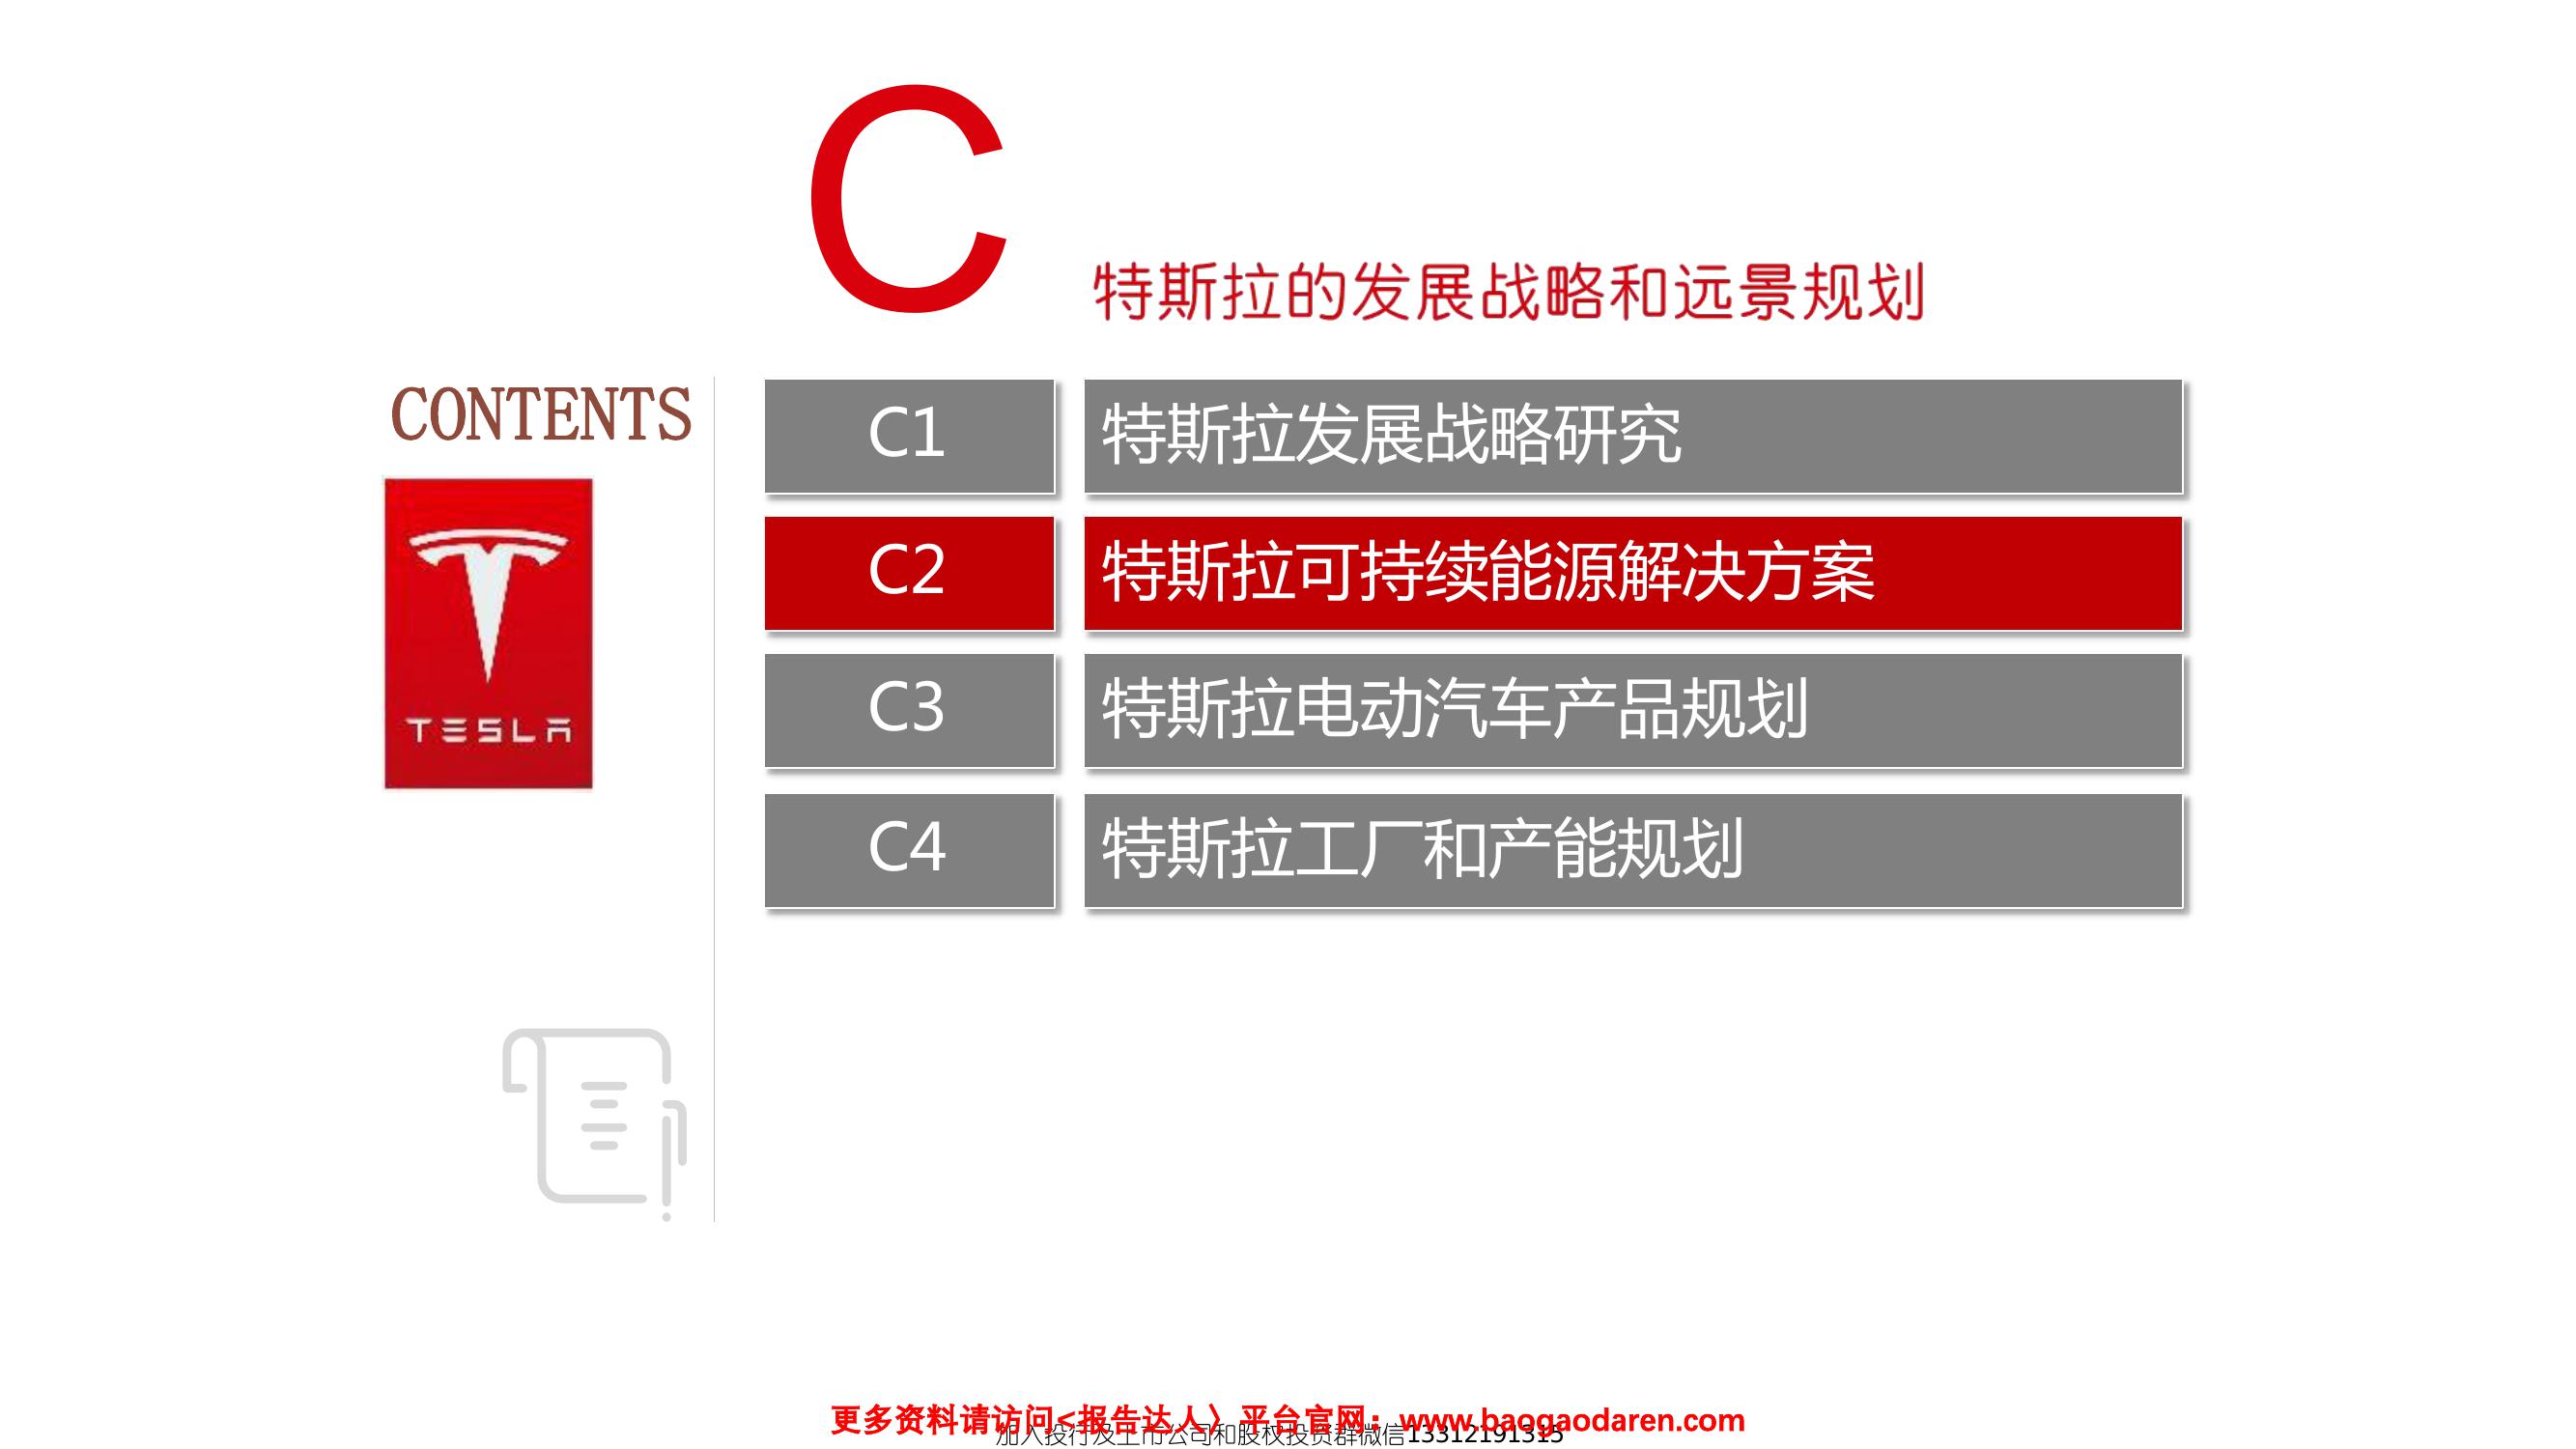 C
特斯拉的发展战略和远景规划
CONTENTS
C1 特斯拉发展战略研究
TESLA
C2 特斯拉可持续能源解决方案
C3 特斯拉电动汽车产品规划
C4 特斯拉工厂和产能规划
更多资料请访问<报告达人〉平台官网：www.baogaodaren.com
加入投行及上市公司和股权投资群微信13312191315